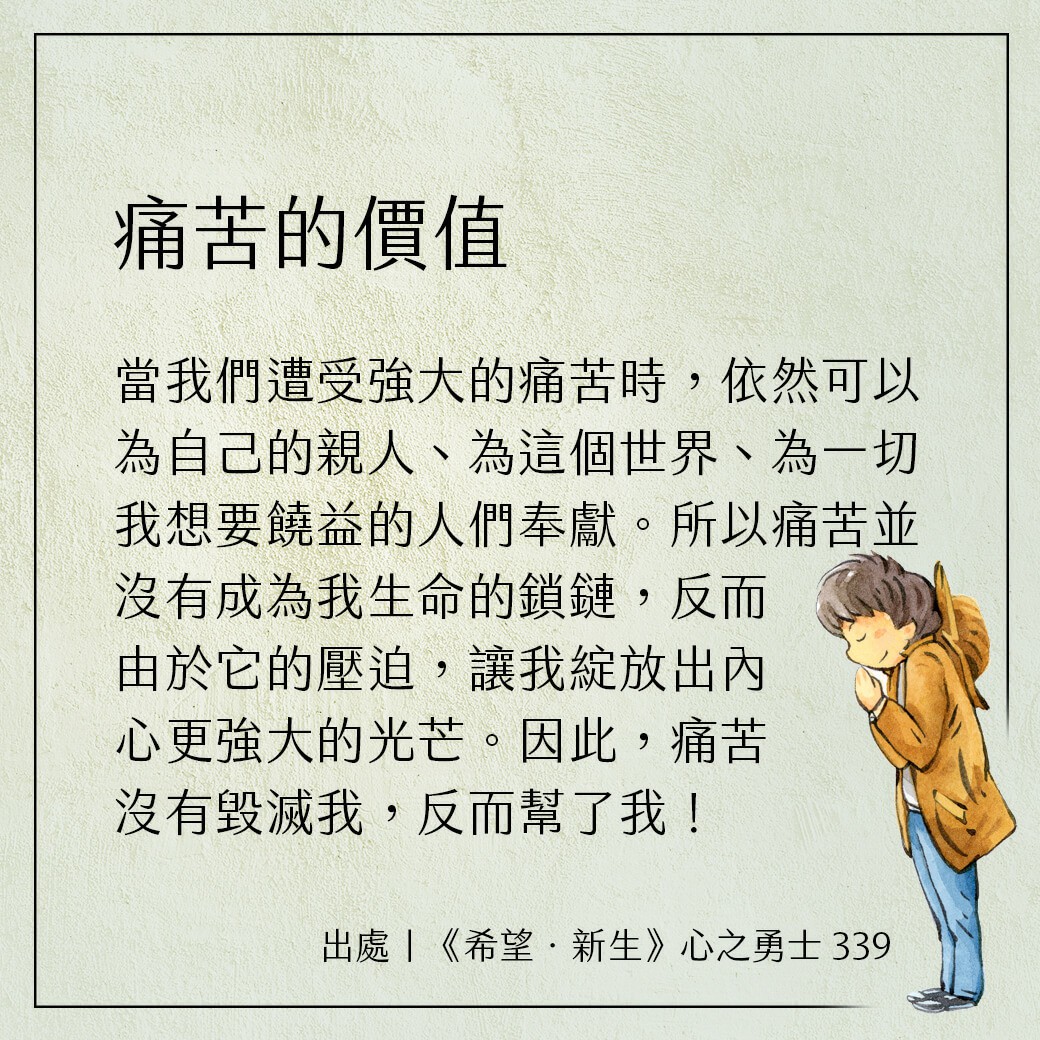 痛苦的價值
當我們遭受強大的痛苦時，依然可以
為自己的親人、為這個世界、為一切
我想要饒益的人們奉獻。所以痛苦並
沒有成為我生命的鎖鏈，反而
由於它的壓迫，讓我綻放出內
心更強大的光芒。因此，痛苦
沒有毀滅我，反而幫了我！
出處｜《希望．新生》心之勇士 339